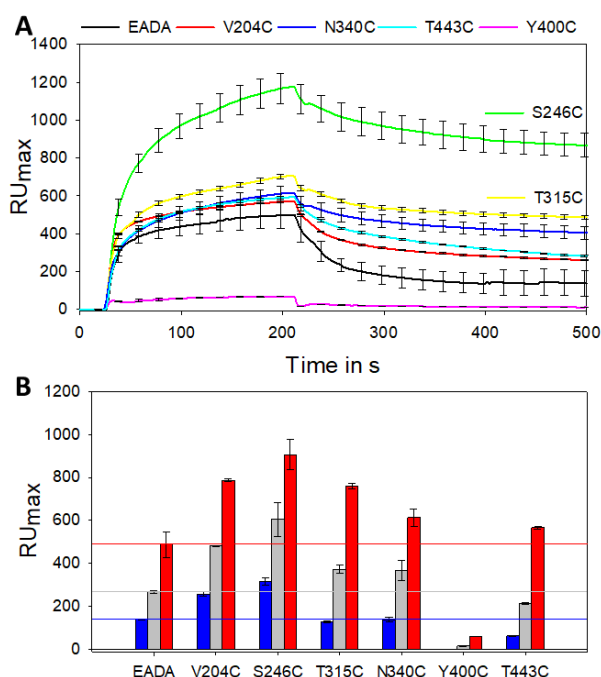 A
EADA V204C N340C T443C Y400C
1400
1200
1000
800
600
400
200
0
RUmax
S246C
T315C
0 100 200 300 400 500
Time in s
B
1200
1000
800
600
400
200
0
RUmax
EADA V204C S246C T315C N340C Y400C T443C